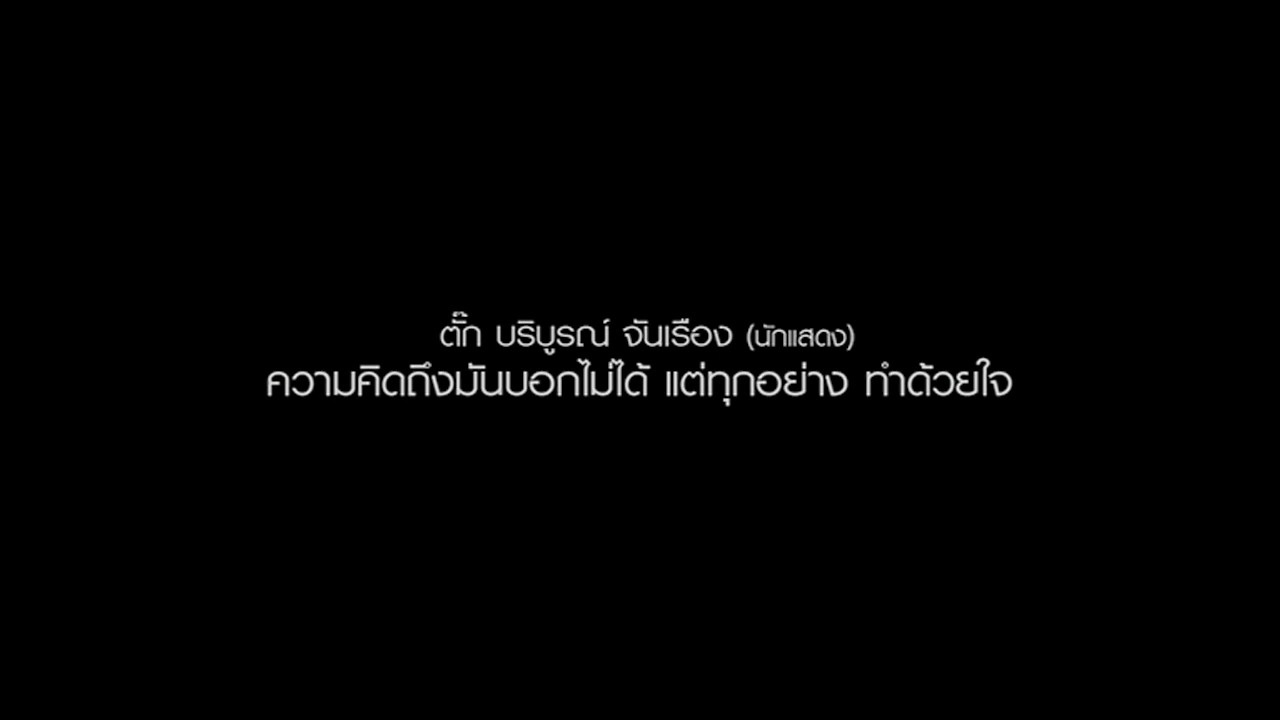 ตั๊ก บริบูรณ์ จันเรือง (นักแสดง)
ความคิดถึงมันบอกไม่ได้ แต่ทุกอย่าง ทำด้วยใจ